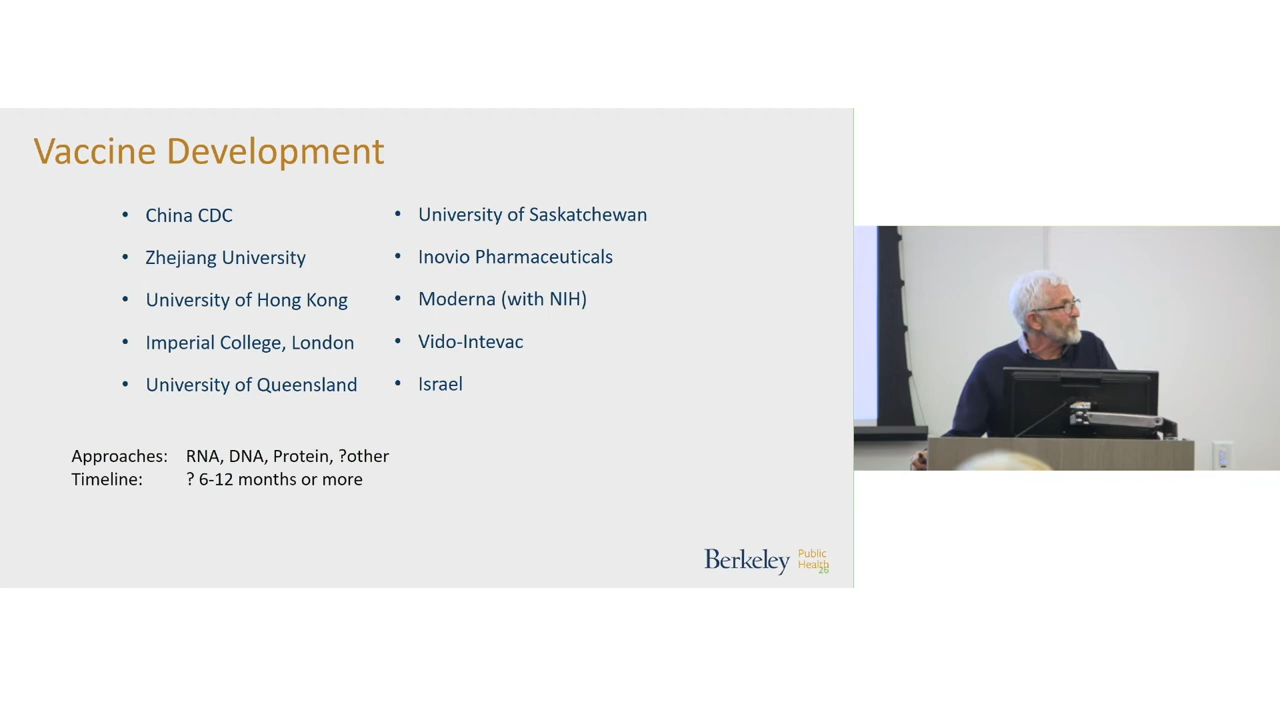 Vaccine Development
• China CDC
• Zhejiang University
• University of Hong Kong
• Imperial College, London
• University of Queensland
• University of Saskatchewan
• Inovio Pharmaceuticals
• Moderna (with NIH)
• Vido-Intevac
• Israel
Approaches: RNA, DNA, Protein, ?other
Timeline: ? 6-12 months or more
Berkeley Public
Health
26